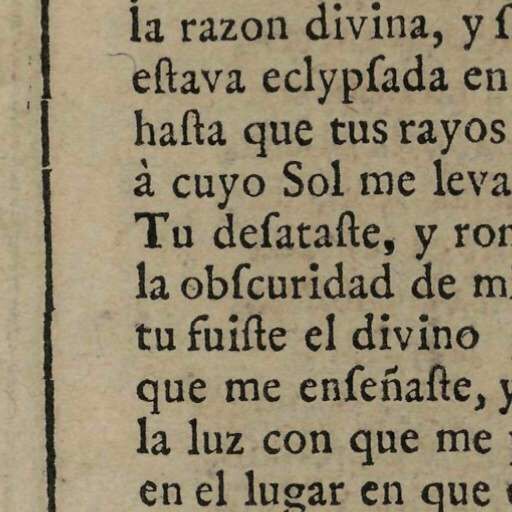 la razon divina, y
eſtava eclypſada en
haſta que tus rayos
à cuyo Sol me leva
Tu deſataſte, y ron
la obſcuridad de mi
tu fuiſte el divino
que me enſeñaſte, y
la luz con que me
en el lugar en que